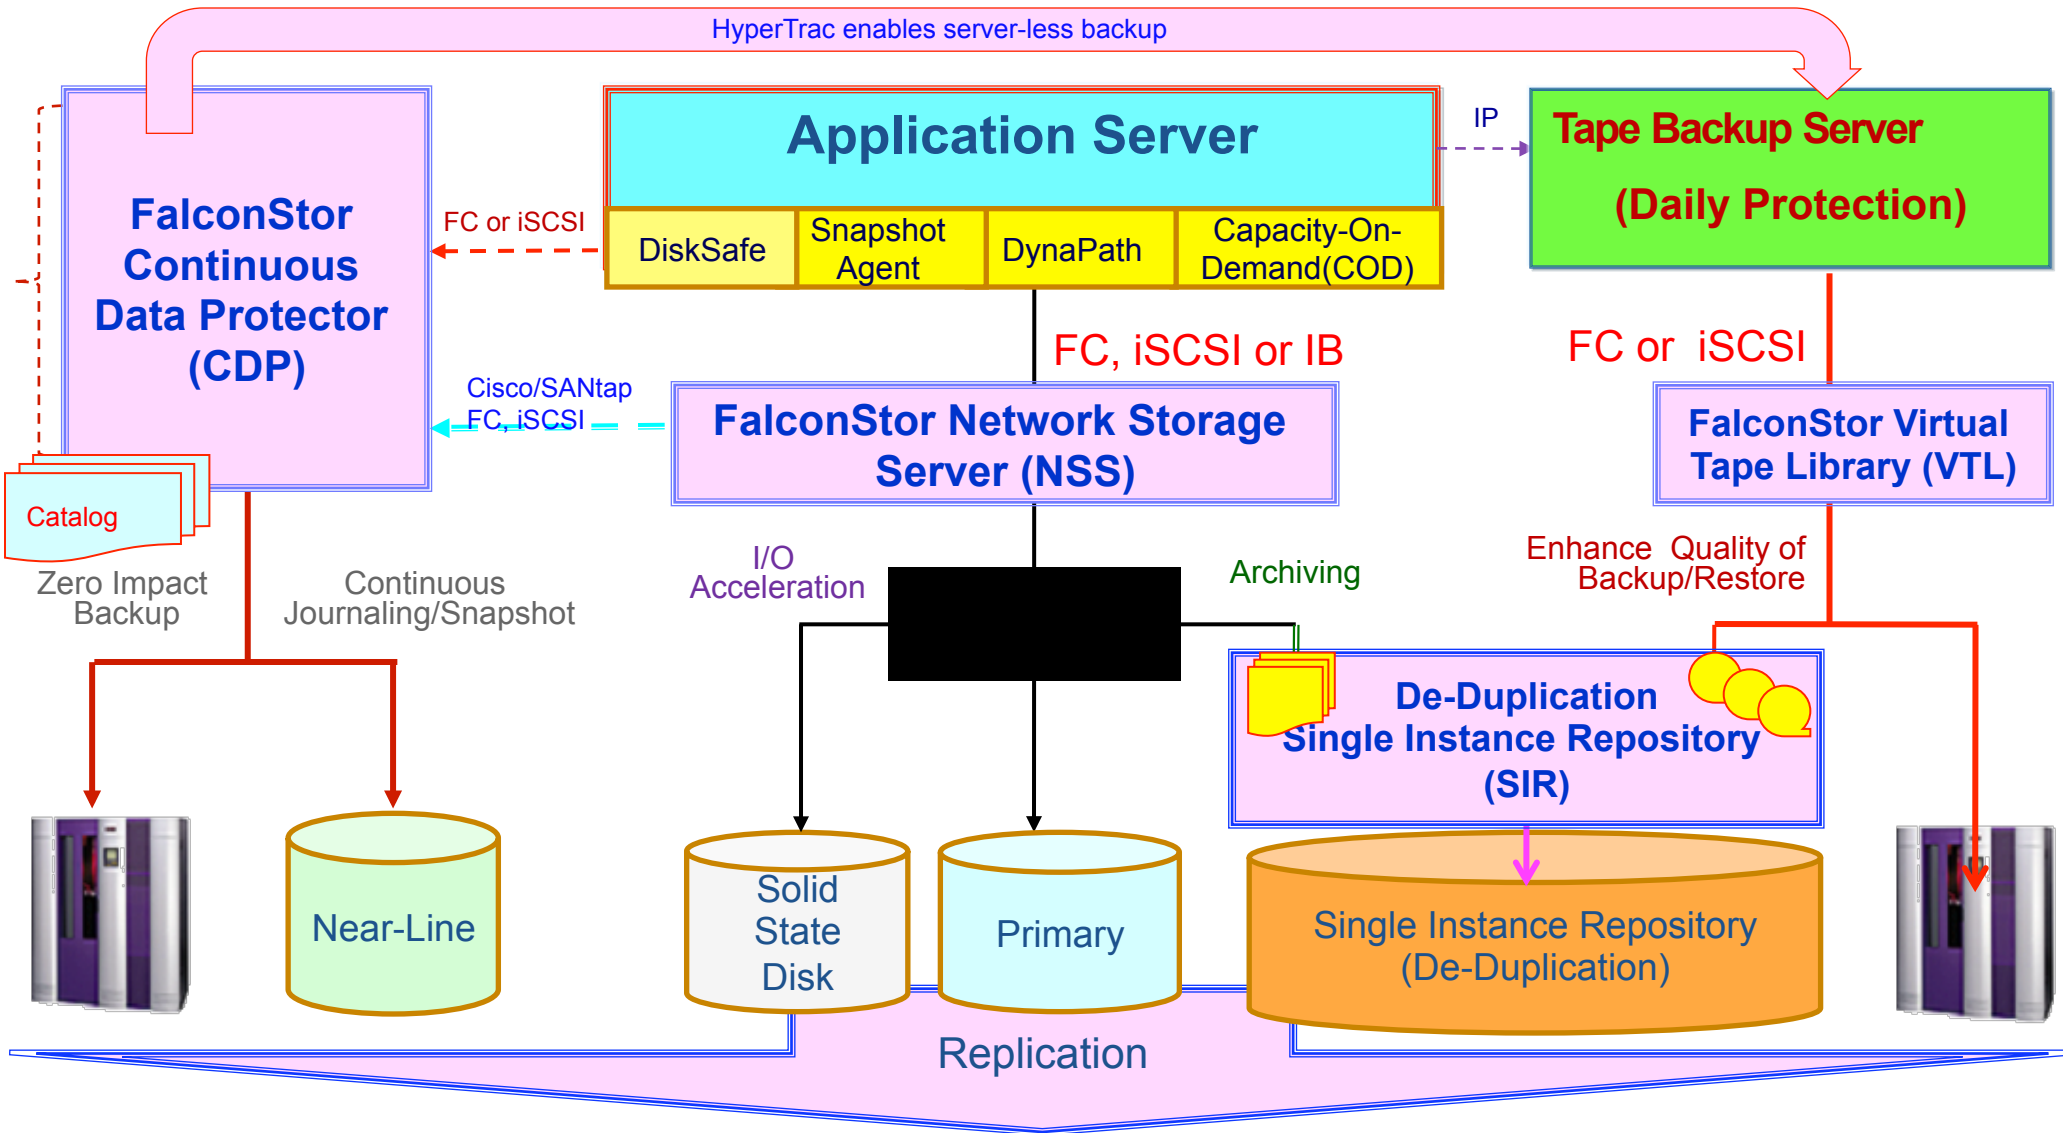 HyperTrac enables server-less backup
FalconStor
Continuous
Data Protector
(CDP)
FC or iSCSI
Application Server
DiskSafe
Snapshot
Agent
DynaPath
Capacity-On-
Demand(COD)
IP
Tape Backup Server
(Daily Protection)
FC, iSCSI or IB
FC or iSCSI
Cisco/SANtap
FC, iSCSI
FalconStor Network Storage
Server (NSS)
FalconStor Virtual
Tape Library (VTL)
Catalog
Zero Impact
Backup
Continuous
Journaling/Snapshot
I/O
Acceleration
Archiving
Enhance Quality of
Backup/Restore
De-Duplication
Single Instance Repository
(SIR)
Near-Line
Solid
State
Disk
Primary
Single Instance Repository
(De-Duplication)
Replication